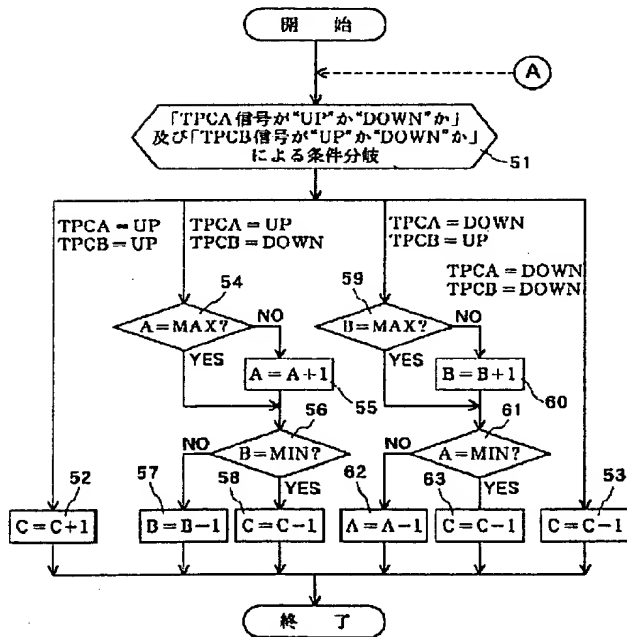 開始
A
「TPCA信号が"UP"か"DOWN"か」
及び「TPCB信号が"UP"か"DOWN"か」
による条件分岐
51
TPCA=UP
TPCB=UP
TPCA=UP
TPCB=DOWN
TPCA=DOWN
TPCB=UP
TPCA=DOWN
TPCB=DOWN
54
A=MAX?
NO
YES
A=A+1
55
59
B=MAX?
NO
YES
B=B+1
60
56
B=MIN?
NO
YES
61
A=MIN?
NO
YES
52
C=C+1
57
B=B-1
58
C=C-1
62
A=A-1
63
C=C-1
53
C=C-1
終了